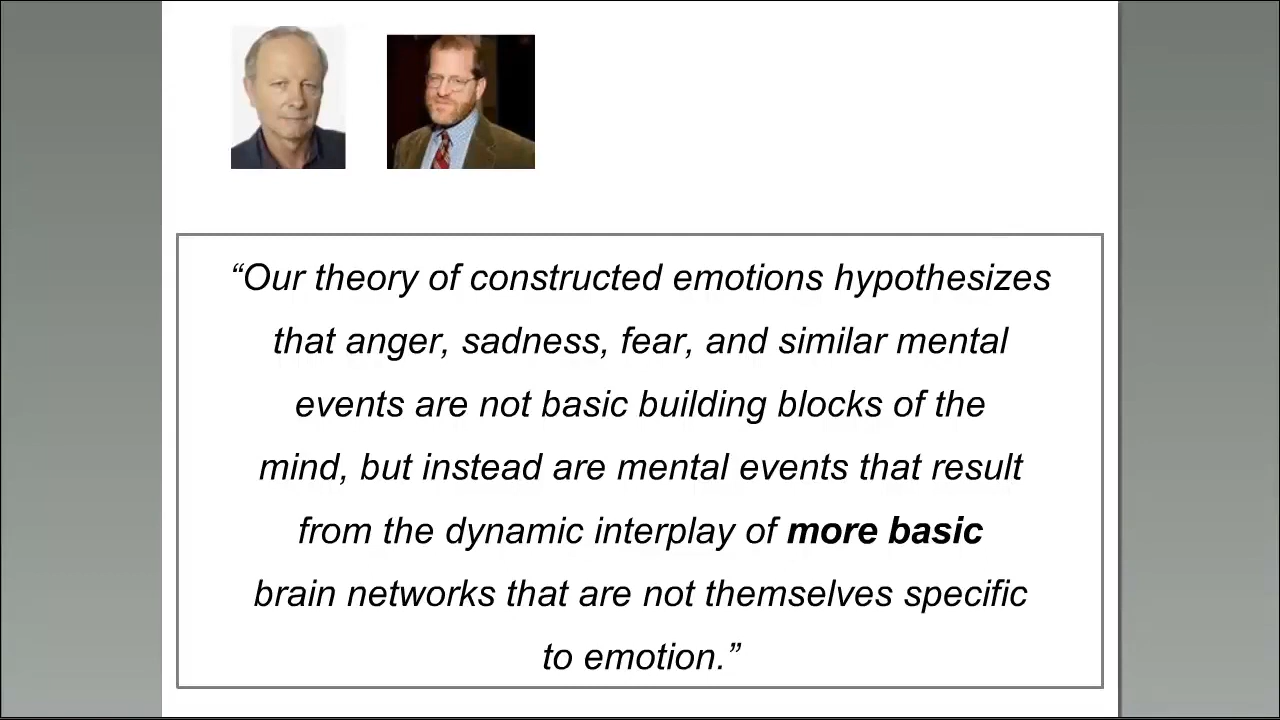 “Our theory of constructed emotions hypothesizes
that anger, sadness, fear, and similar mental
events are not basic building blocks of the
mind, but instead are mental events that result
from the dynamic interplay of more basic
brain networks that are not themselves specific
to emotion.”